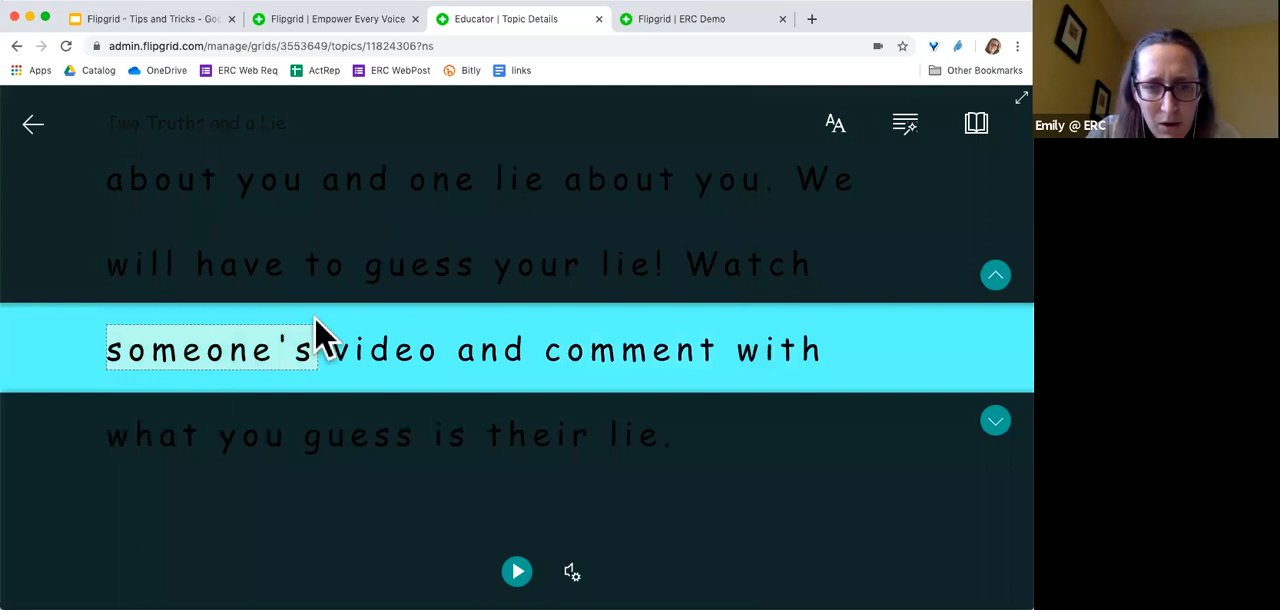 Flipgrid - Tips and Tricks - Goo
Flipgrid | Empower Every Voice
Educator | Topic Details
Flipgrid | ERC Demo
admin.flipgrid.com/manage/grids/3553649/topics/11824306?ns
Apps
Catalog
OneDrive
ERC Web Req
ActRep
ERC WebPost
Bitly
links
Other Bookmarks
Emily @ ERC
Two Truths and a Lie
AA
about you and one lie about you. We
will have to guess your lie! Watch
someone's video and comment with
what you guess is their lie.